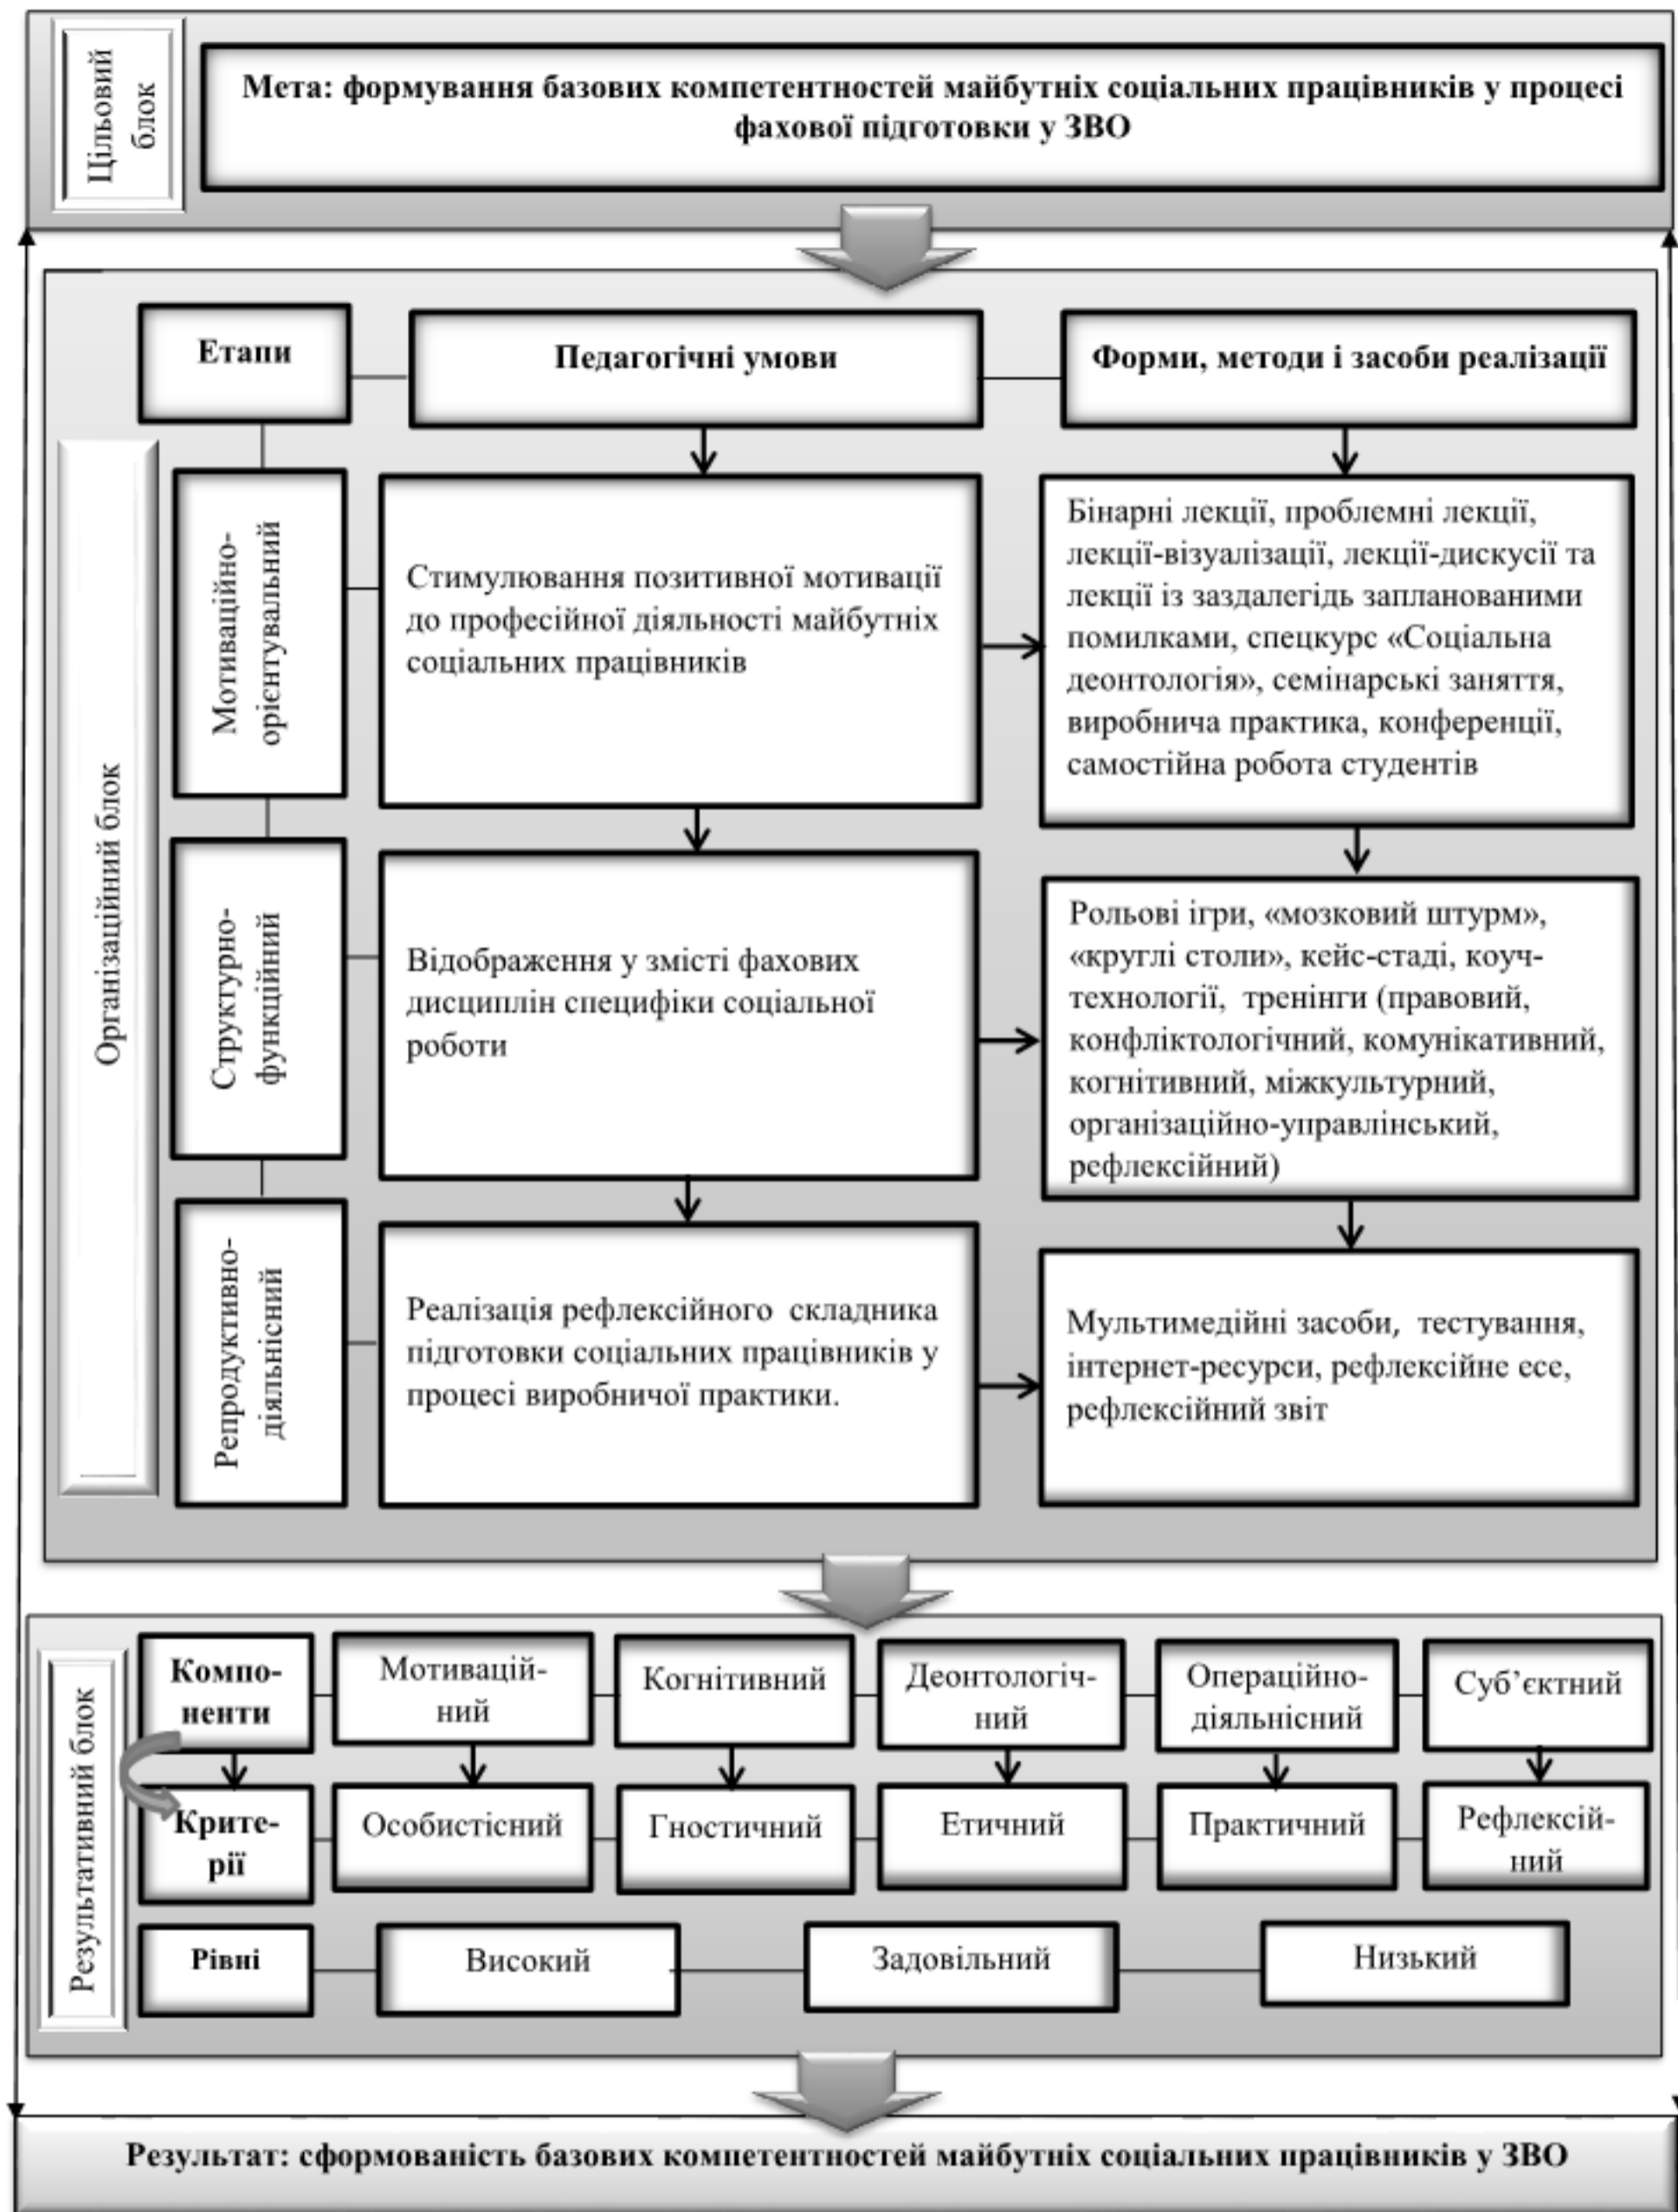 Цільовий
блок
Мета: формування базових компетентностей майбутніх соціальних працівників у процесі
фахової підготовки у ЗВО
Організаційний блок
Етапи
Педагогічні умови
Форми, методи і засоби реалізації
Мотиваційно-
орієнтувальний
Стимулювання позитивної мотивації
до професійної діяльності майбутніх
соціальних працівників
Бінарні лекції, проблемні лекції,
лекції-візуалізації, лекції-дискусії та
лекції із заздалегідь запланованими
помилками, спецкурс «Соціальна
деонтологія», семінарські заняття,
виробнича практика, конференції,
самостійна робота студентів
Структурно-
функційний
Відображення у змісті фахових
дисциплін специфіки соціальної
роботи
Рольові ігри, «мозковий штурм»,
«круглі столи», кейс-стаді, коуч-
технології, тренінги (правовий,
конфліктологічний, комунікативний,
когнітивний, міжкультурний,
організаційно-управлінський,
рефлексійний)
Репродуктивно-
діяльнісний
Реалізація рефлексійного складника
підготовки соціальних працівників у
процесі виробничої практики.
Мультимедійні засоби, тестування,
інтернет-ресурси, рефлексійне есе,
рефлексійний звіт
Результативний блок
Компо-
ненти
Мотивацій-
ний
Когнітивний
Деонтологіч-
ний
Операційно-
діяльнісний
Суб’єктний
Крите-
рії
Особистісний
Гностичний
Етичний
Практичний
Рефлексій-
ний
Рівні
Високий
Задовільний
Низький
Результат: сформованість базових компетентностей майбутніх соціальних працівників у ЗВО